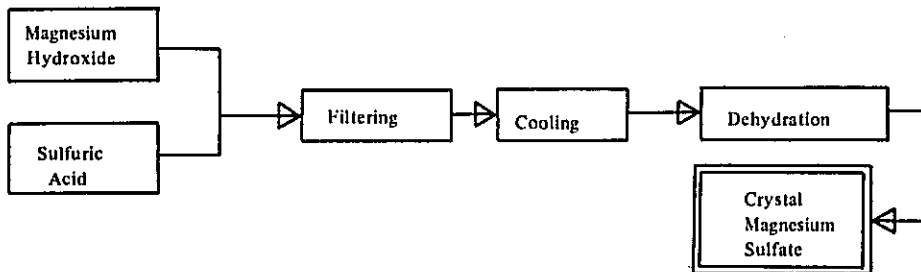 Magnesium
Hydroxide
Sulfuric
Acid
Filtering
Cooling
Dehydration
Crystal
Magnesium
Sulfate